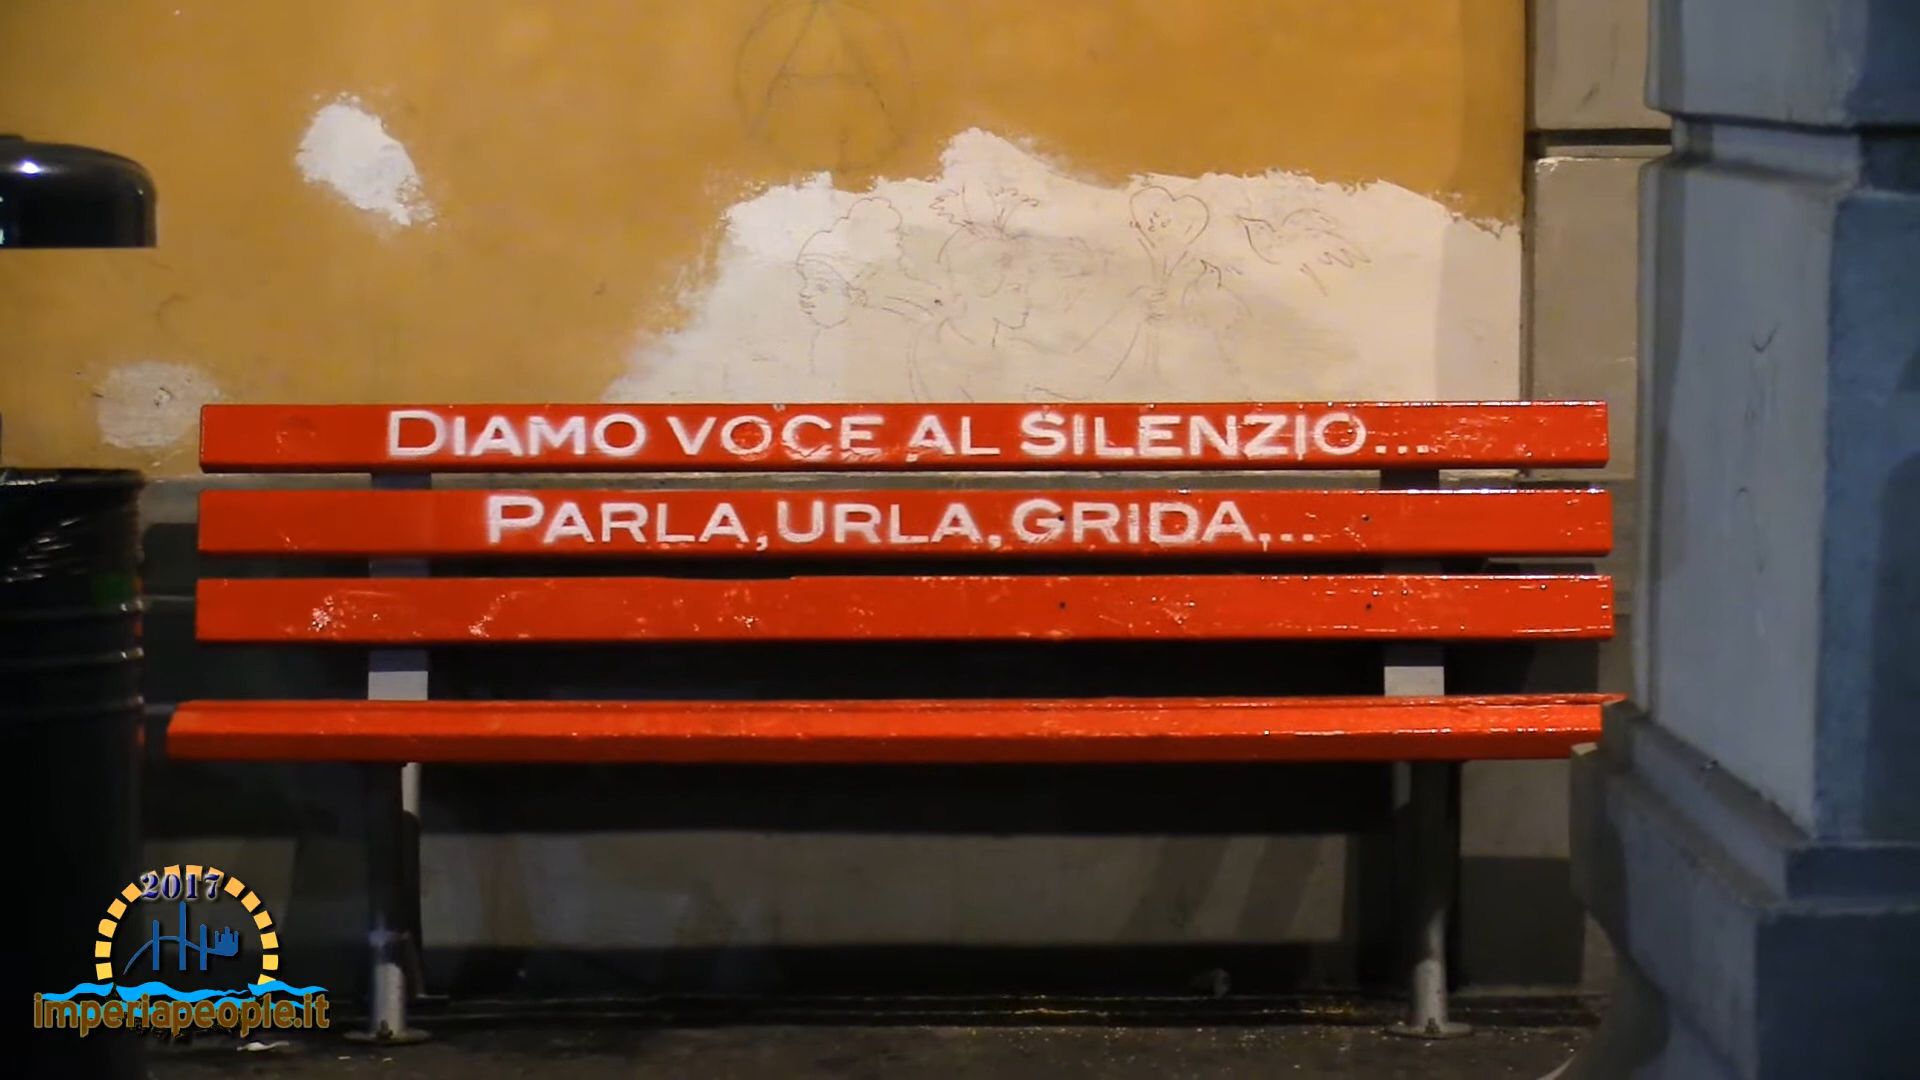 DIAMO VOCE AL SILENZIO...
PARLA, URLA, GRIDA,...
2017
imperiapeople.it